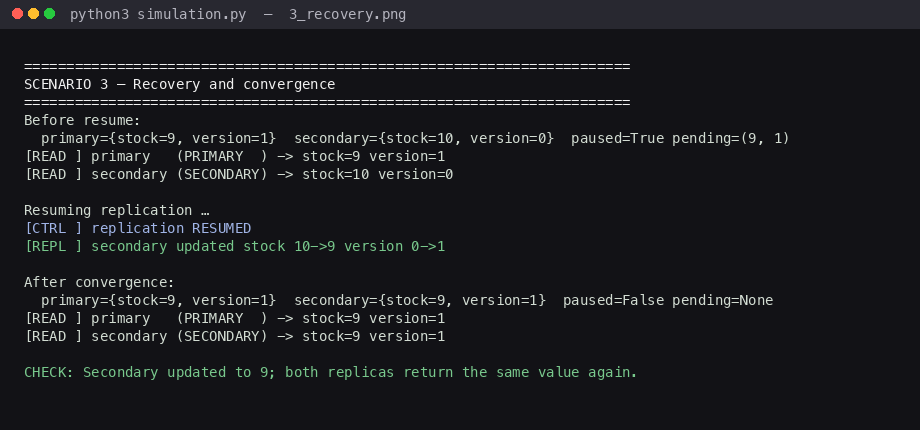 python3 simulation.py — 3_recovery.png
========================================================================
SCENARIO 3 — Recovery and convergence
========================================================================
Before resume:
  primary={stock=9, version=1}  secondary={stock=10, version=0}  paused=True pending=(9, 1)
[READ ] primary   (PRIMARY  ) -> stock=9 version=1
[READ ] secondary (SECONDARY) -> stock=10 version=0
Resuming replication …
[CTRL ] replication RESUMED
[REPL ] secondary updated stock 10->9 version 0->1
After convergence:
  primary={stock=9, version=1}  secondary={stock=9, version=1}  paused=False pending=None
[READ ] primary   (PRIMARY  ) -> stock=9 version=1
[READ ] secondary (SECONDARY) -> stock=9 version=1
CHECK: Secondary updated to 9; both replicas return the same value again.